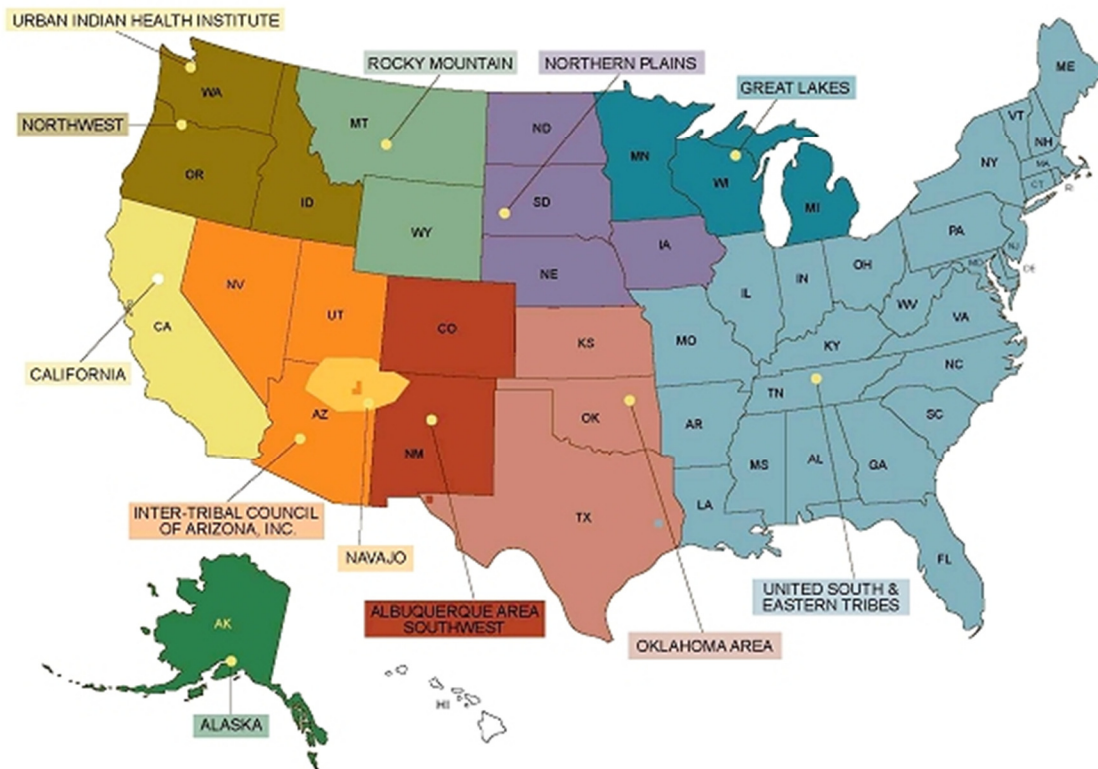 URBAN INDIAN HEALTH INSTITUTE
ROCKY MOUNTAIN
NORTHERN PLAINS
GREAT LAKES
NORTHWEST
WA
OR
ID
MT
WY
ND
SD
NE
IA
MN
WI
MI
ME
VT
NH
NY
MA
CT
RI
PA
NJ
MD
DE
OH
IN
IL
WV
VA
KY
NC
TN
SC
GA
AL
MS
FL
LA
AR
MO
KS
OK
TX
CO
NM
UT
NV
AZ
CA
CALIFORNIA
INTER-TRIBAL COUNCIL
OF ARIZONA, INC.
NAVAJO
ALBUQUERQUE AREA
SOUTHWEST
OKLAHOMA AREA
UNITED SOUTH &
EASTERN TRIBES
AK
ALASKA
HI